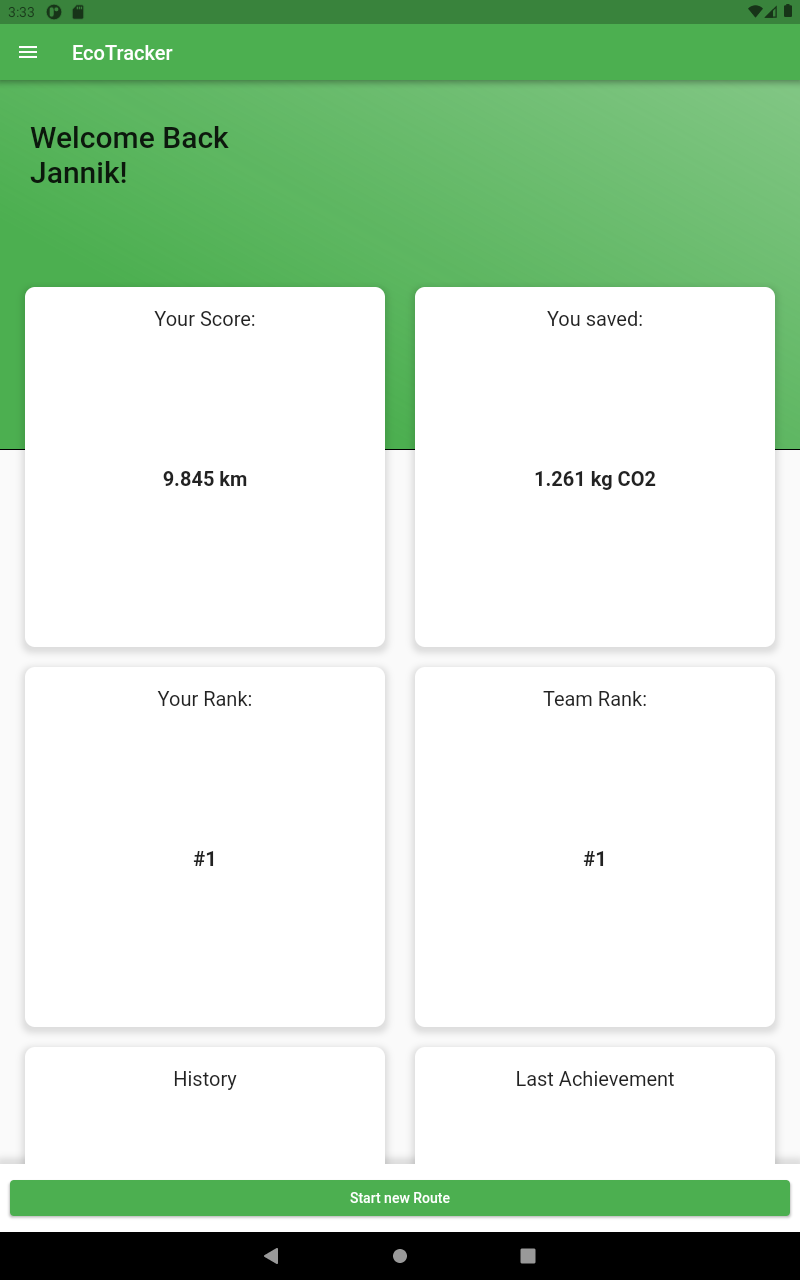 3:33
EcoTracker
Welcome Back
Jannik!
Your Score:
9.845 km
You saved:
1.261 kg CO2
Your Rank:
#1
Team Rank:
#1
History
Last Achievement
Start new Route